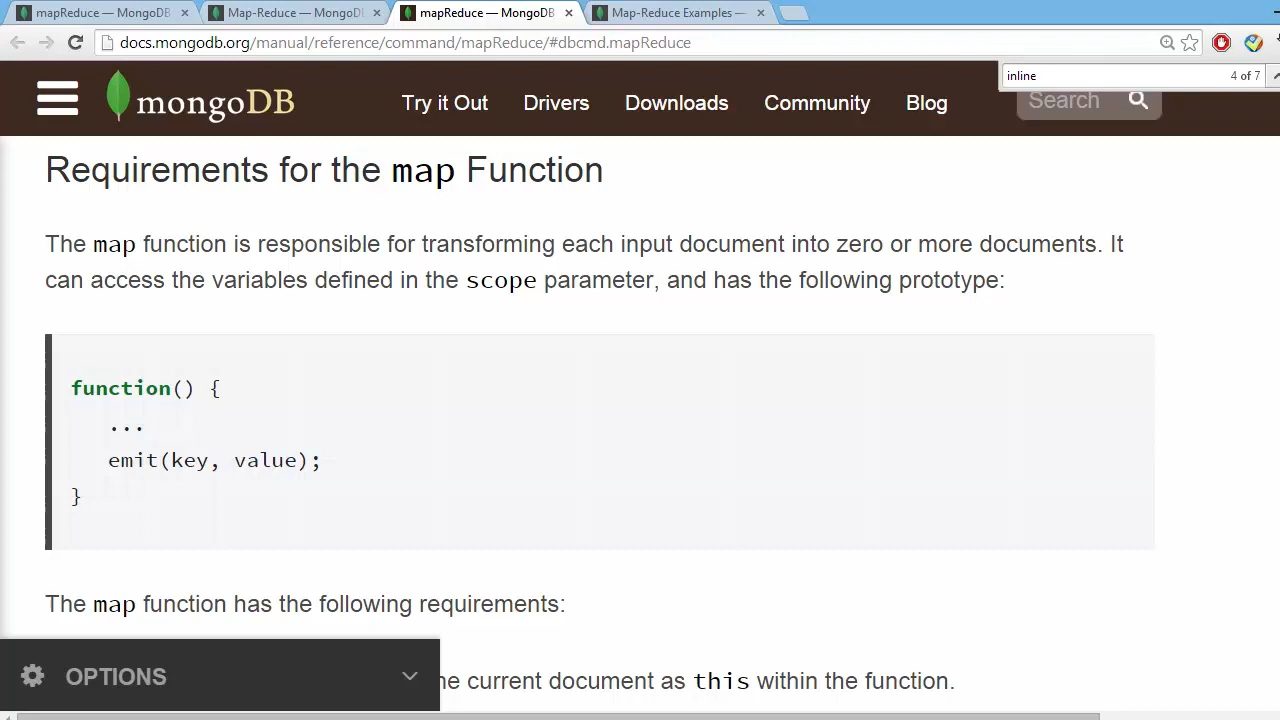 mapReduce — MongoDB
Map-Reduce — MongoD
mapReduce — MongoDB
Map-Reduce Examples —
docs.mongodb.org/manual/reference/command/mapReduce/#dbcmd.mapReduce
inline 4 of 7
mongoDB Try it Out Drivers Downloads Community Blog Search
Requirements for the map Function
The map function is responsible for transforming each input document into zero or more documents. It
can access the variables defined in the scope parameter, and has the following prototype:
function() {
...
emit(key, value);
}
The map function has the following requirements:
OPTIONS
he current document as this within the function.